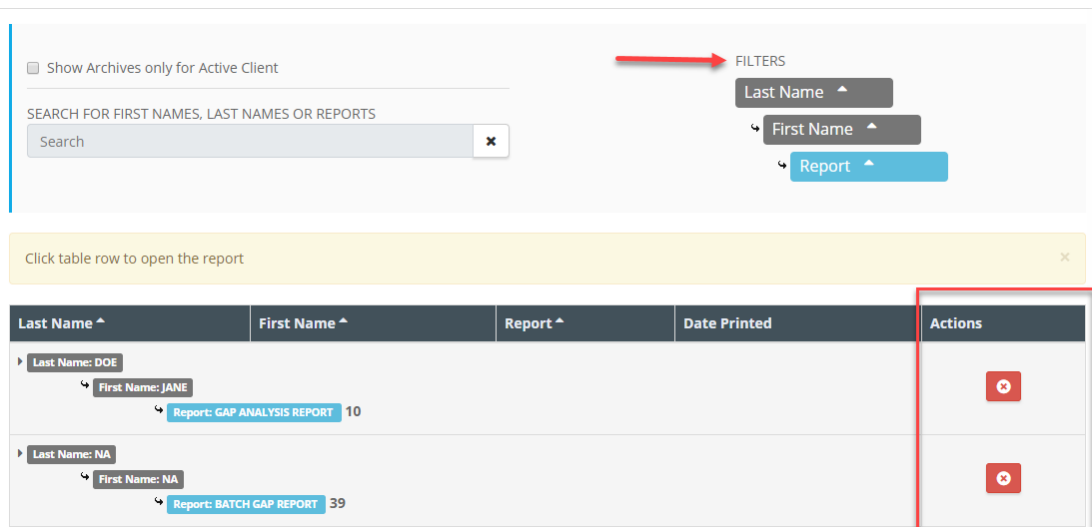 Show Archives only for Active Client
SEARCH FOR FIRST NAMES, LAST NAMES OR REPORTS
Search
FILTERS
Last Name
First Name
Report
Click table row to open the report
Last Name First Name Report Date Printed Actions
Last Name: DOE
First Name: JANE
Report: GAP ANALYSIS REPORT 10
Last Name: NA
First Name: NA
Report: BATCH GAP REPORT 39